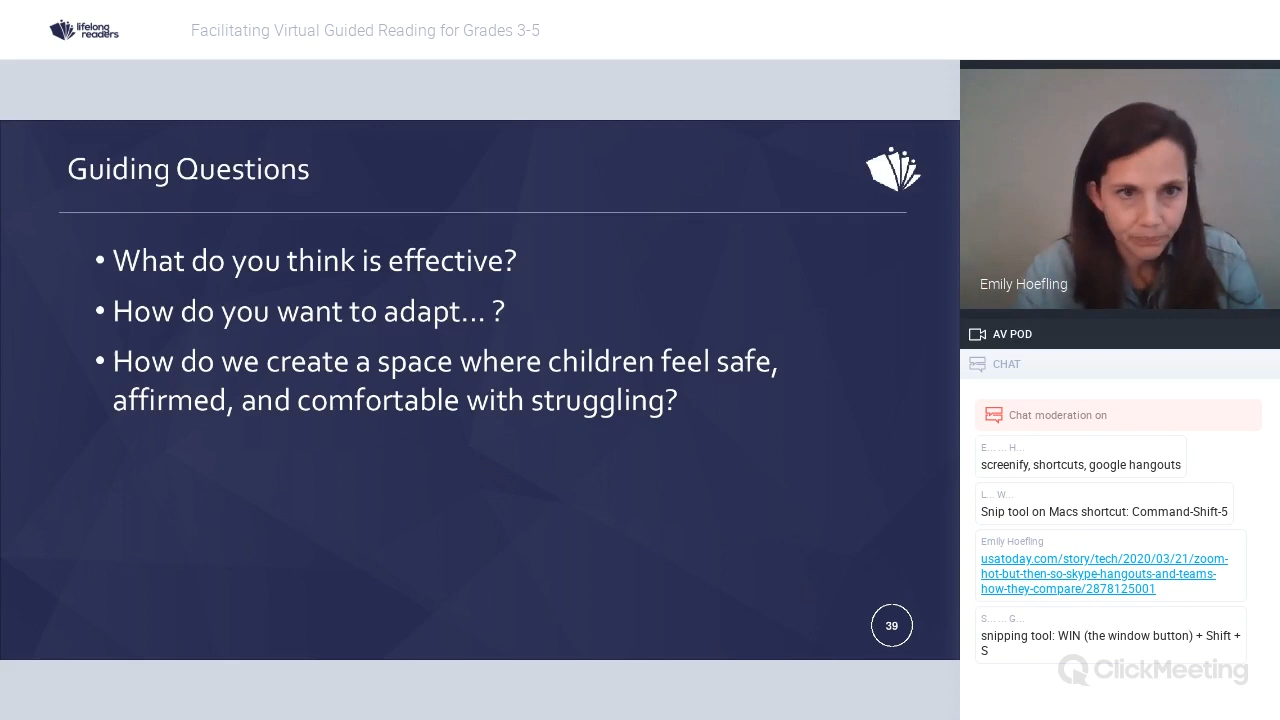 lifelong
readers
Facilitating Virtual Guided Reading for Grades 3-5
Guiding Questions
• What do you think is effective?
• How do you want to adapt... ?
• How do we create a space where children feel safe,
affirmed, and comfortable with struggling?
39
Emily Hoefling
AV POD
CHAT
Chat moderation on
E... ... H...
screenify, shortcuts, google hangouts
L... W...
Snip tool on Macs shortcut: Command-Shift-5
Emily Hoefling
usatoday.com/story/tech/2020/03/21/zoom-
hot-but-then-so-skype-hangouts-and-teams-
how-they-compare/2878125001
S... ... G...
snipping tool: WIN (the window button) + Shift +
S
ClickMeeting